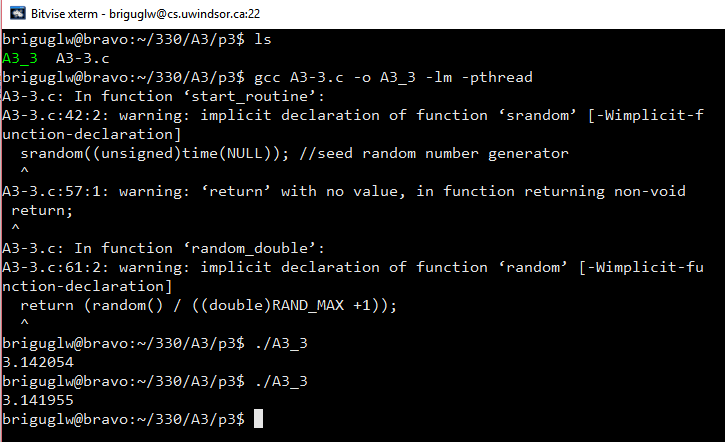 Bitvise xterm - briguglw@cs.uwindsor.ca:22
briguglw@bravo:~/330/A3/p3$ ls
A3_3  A3-3.c
briguglw@bravo:~/330/A3/p3$ gcc A3-3.c -o A3_3 -lm -pthread
A3-3.c: In function ‘start_routine’:
A3-3.c:42:2: warning: implicit declaration of function ‘srandom’ [-Wimplicit-f
unction-declaration]
  srandom((unsigned)time(NULL)); //seed random number generator
  ^
A3-3.c:57:1: warning: ‘return’ with no value, in function returning non-void
 return;
 ^
A3-3.c: In function ‘random_double’:
A3-3.c:61:2: warning: implicit declaration of function ‘random’ [-Wimplicit-fu
nction-declaration]
  return (random() / ((double)RAND_MAX +1));
  ^
briguglw@bravo:~/330/A3/p3$ ./A3_3
3.142054
briguglw@bravo:~/330/A3/p3$ ./A3_3
3.141955
briguglw@bravo:~/330/A3/p3$